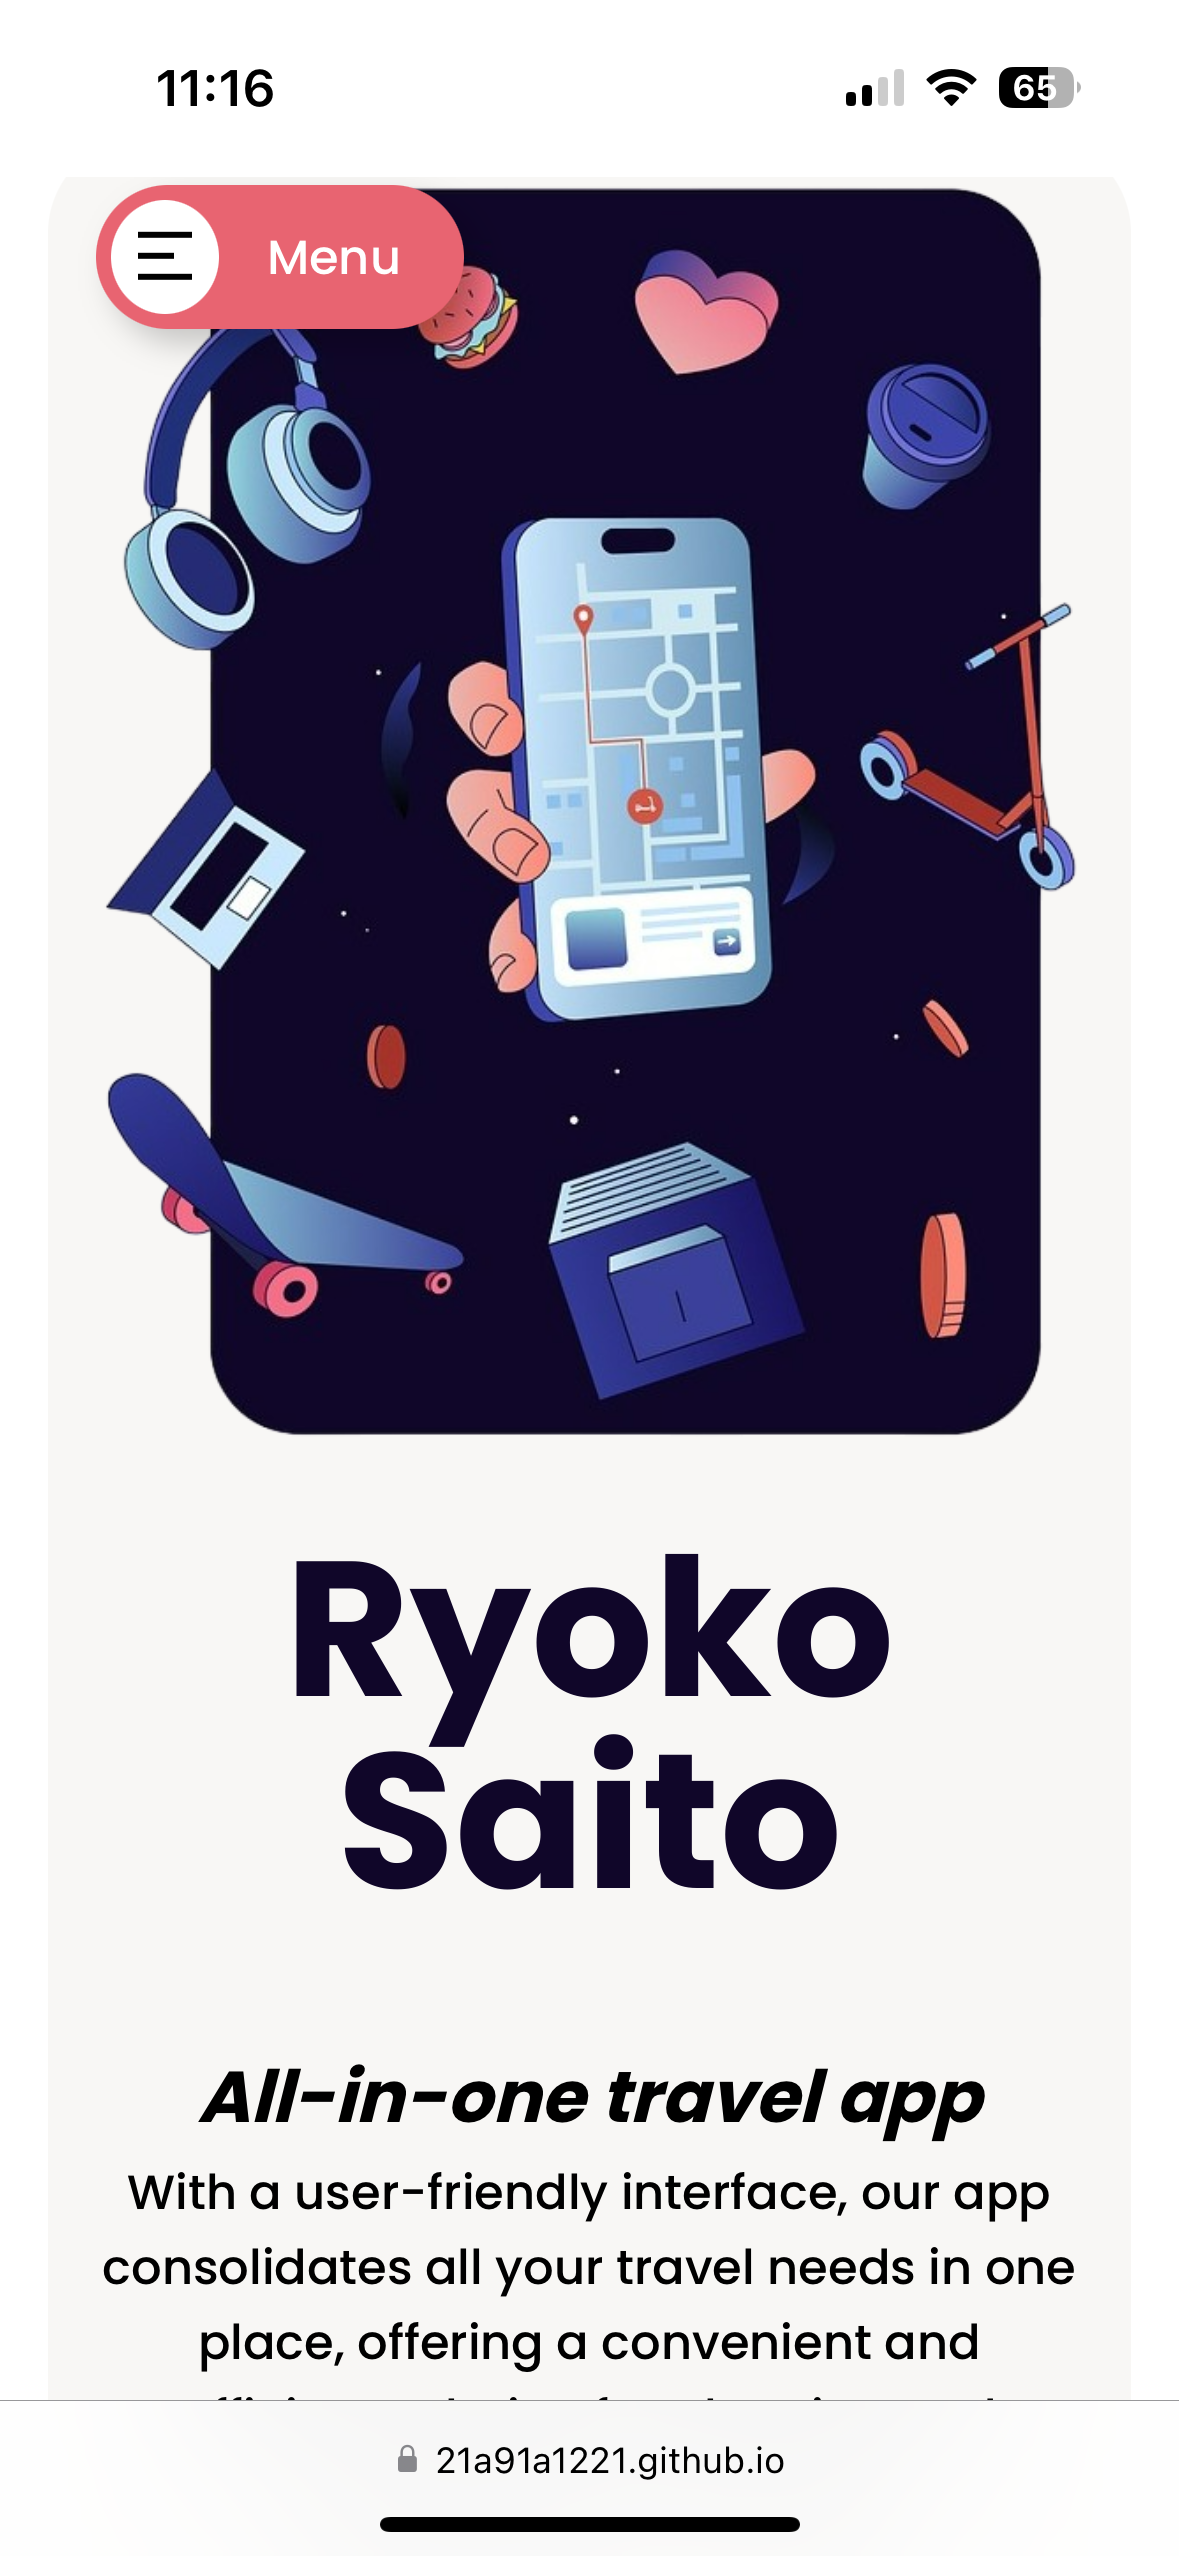 11:16
65
Menu
Ryoko
Saito
All-in-one travel app
With a user-friendly interface, our app
consolidates all your travel needs in one
place, offering a convenient and
21a91a1221.github.io